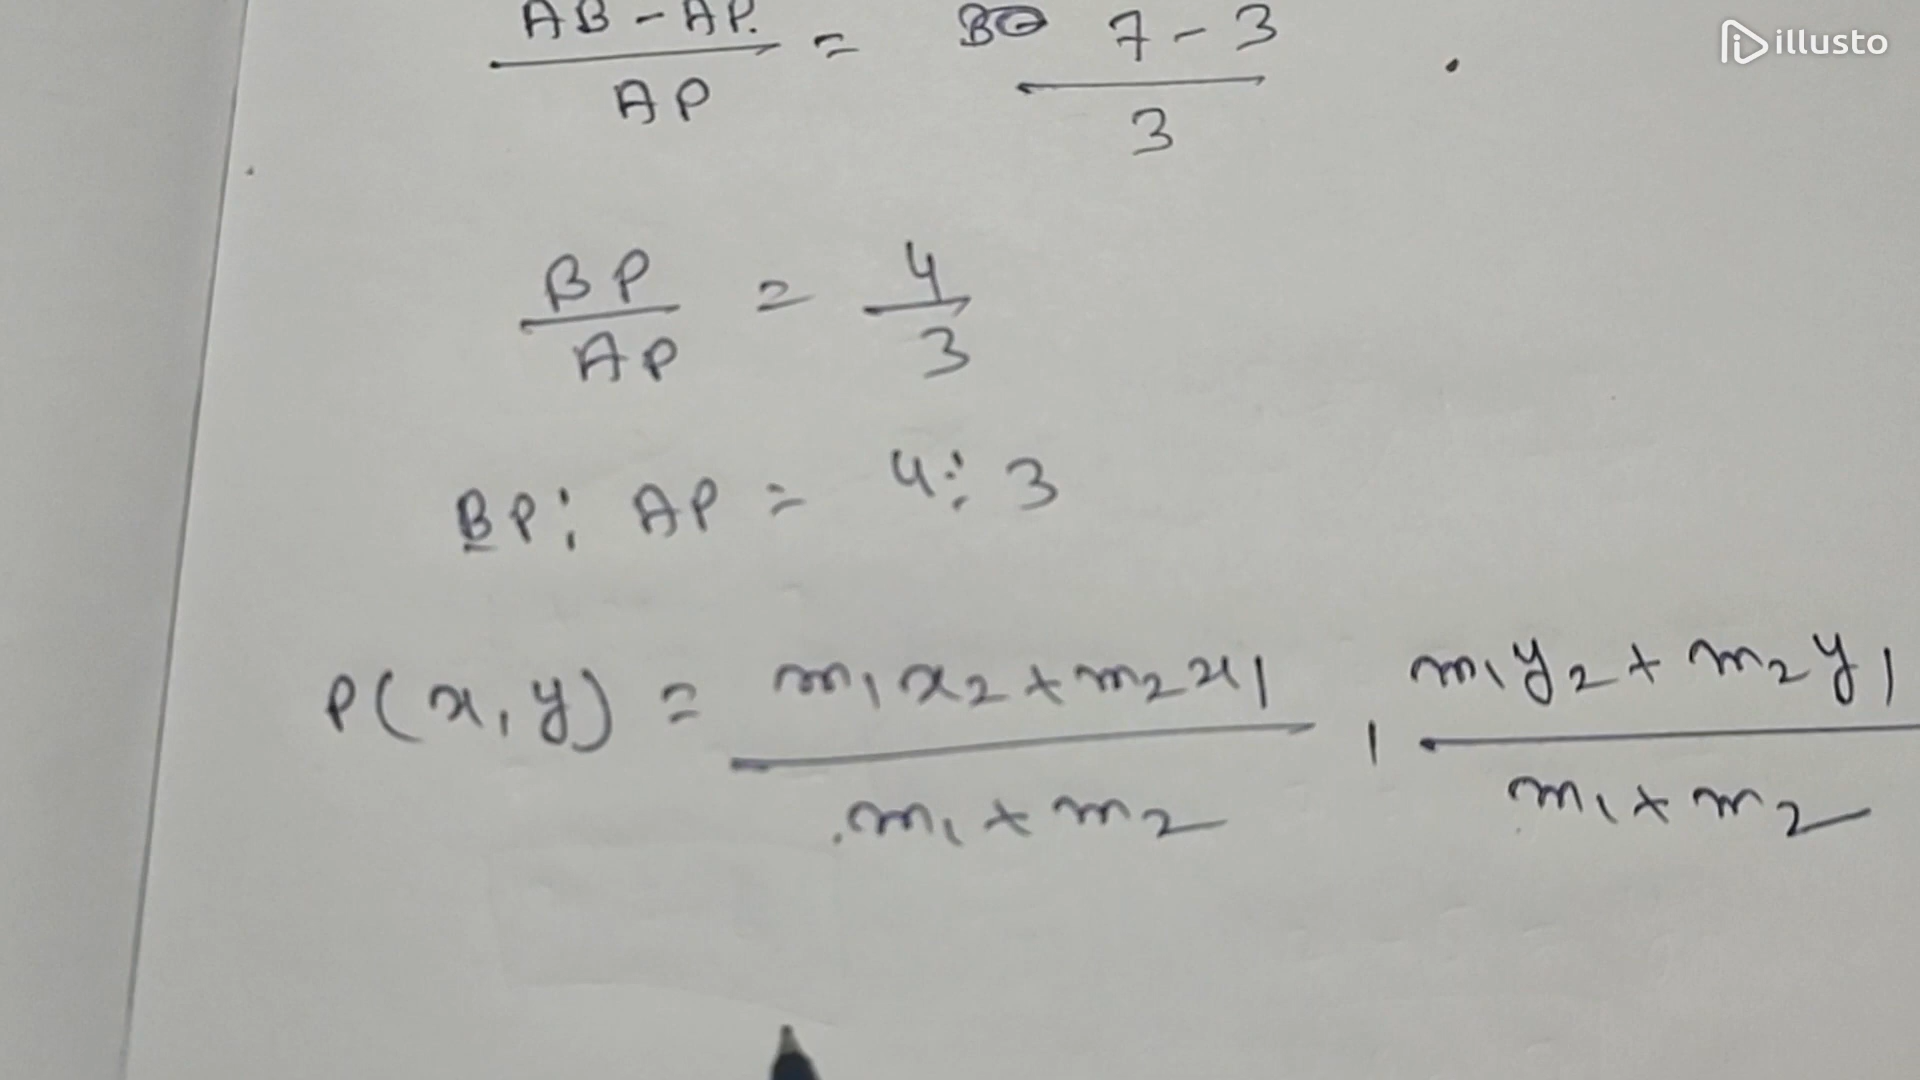 AB - AP. / AP = 7 - 3 / 3
illusto
BP / AP = 4 / 3
BP : AP = 4 : 3
P(x, y) = m1x2 + m2x1 / m1 + m2 , m1y2 + m2y1 / m1 + m2